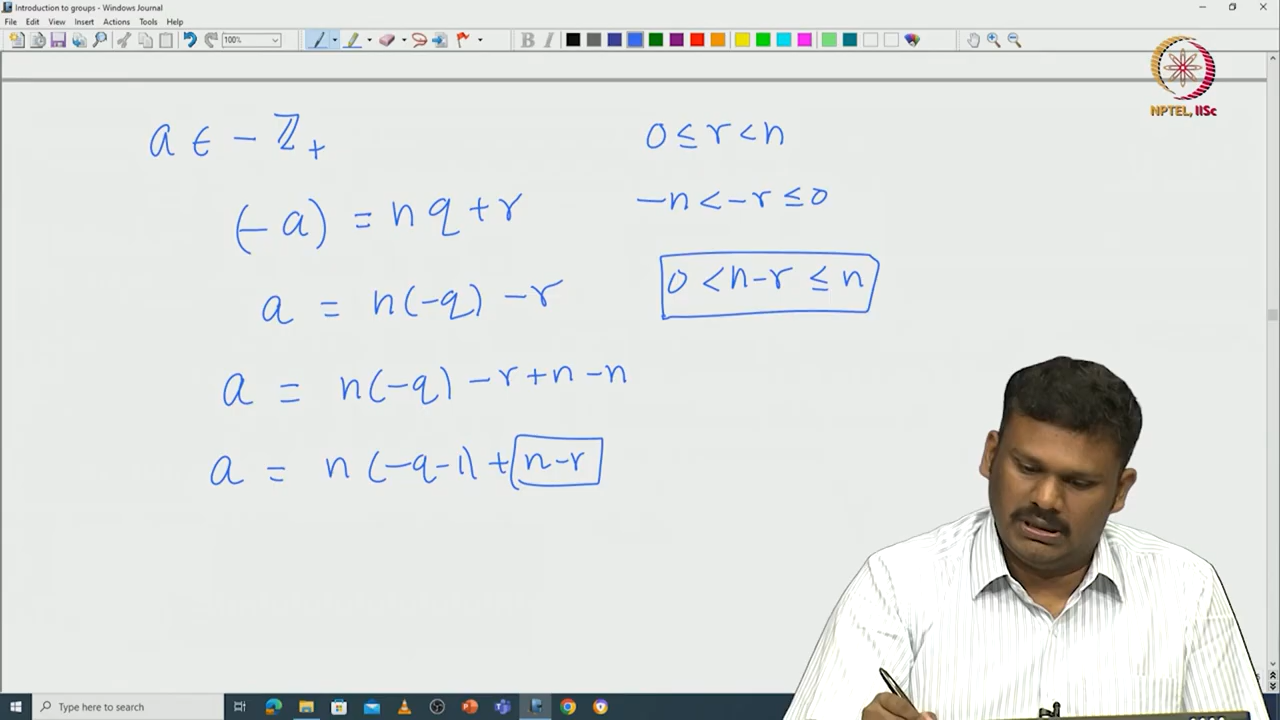 Introduction to groups - Windows Journal
File Edit View Insert Actions Tools Help
100%
B I
NPTEL, IISc
a ∈ - ℤ₊
0 ≤ r < n
(-a) = nq + r
-n < -r ≤ 0
a = n(-q) - r
0 < n-r ≤ n
a = n(-q) - r + n - n
a = n(-q-1) + n-r
Type here to search